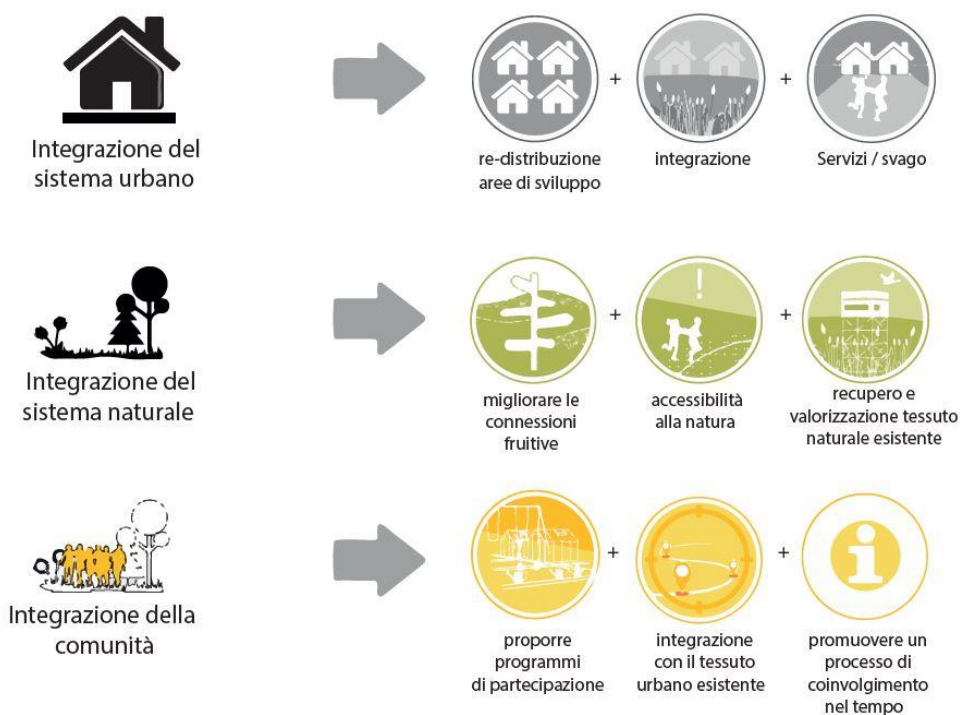 Integrazione del
sistema urbano
+
+
re-distribuzione
aree di sviluppo
integrazione
Servizi / svago
Integrazione del
sistema naturale
!
+
+
migliorare le
connessioni
fruitive
accessibilità
alla natura
recupero e
valorizzazione tessuto
naturale esistente
Integrazione della
comunità
+
+
i
proporre
programmi
di partecipazione
integrazione
con il tessuto
urbano esistente
promuovere un
processo di
coinvolgimento
nel tempo